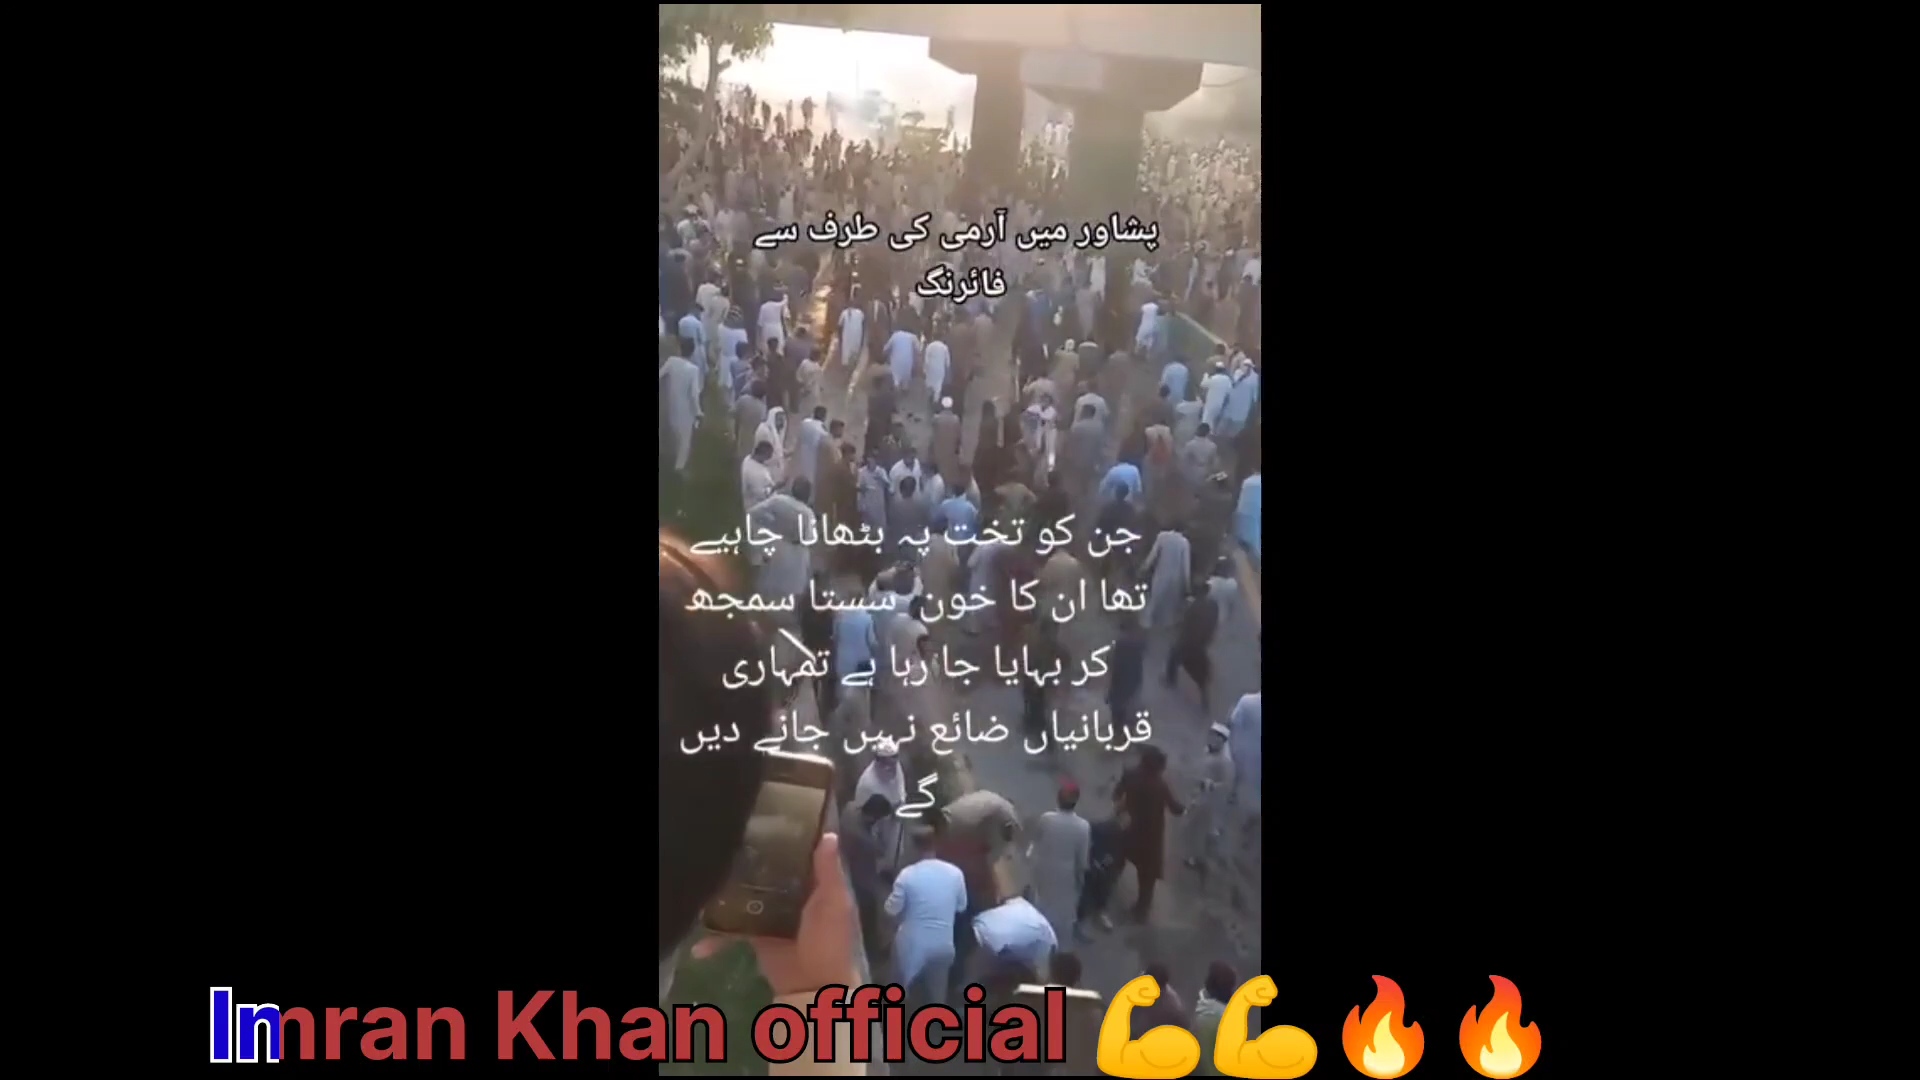 پشاور میں آرمی کی طرف سے
فائرنگ
جن کو تخت پہ بٹھانا چاہیے
تھا ان کا خون سستا سمجھ
کر بہایا جا رہا ہے تمہاری
قربانیاں ضائع نہیں جانے دیں
گے
Imran Khan official 💪💪🔥🔥